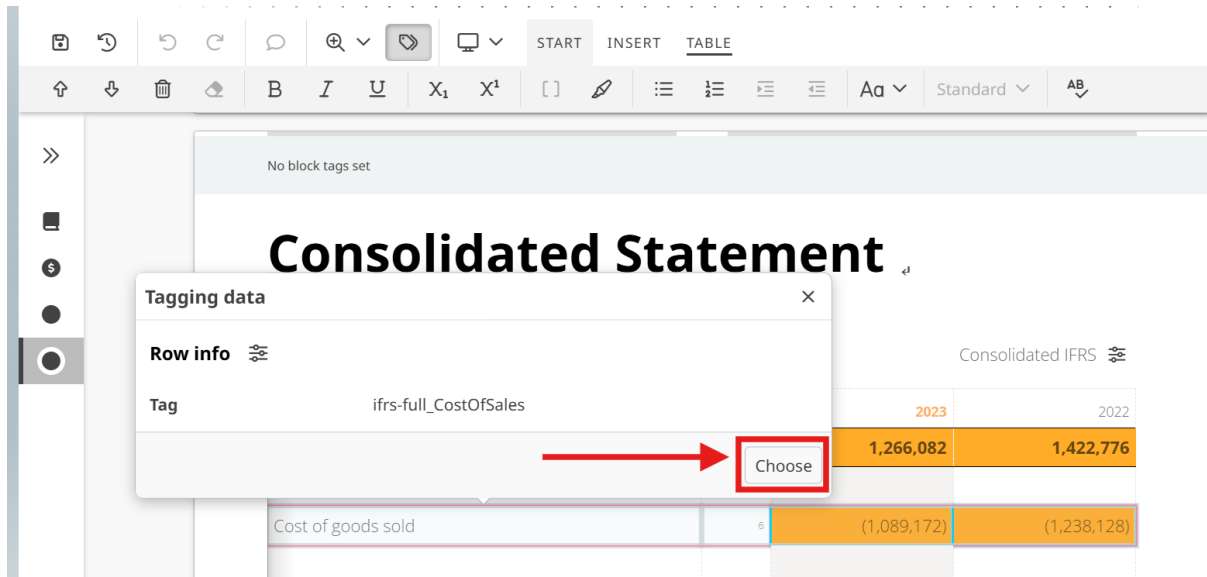 START INSERT TABLE
B I U X₁ X¹ [ ] Aa Standard AB
No block tags set
Consolidated Statement
Tagging data
Row info
Consolidated IFRS
Tag ifrs-full_CostOfSales
2023 2022
1,266,082 1,422,776
Choose
Cost of goods sold 6 (1,089,172) (1,238,128)